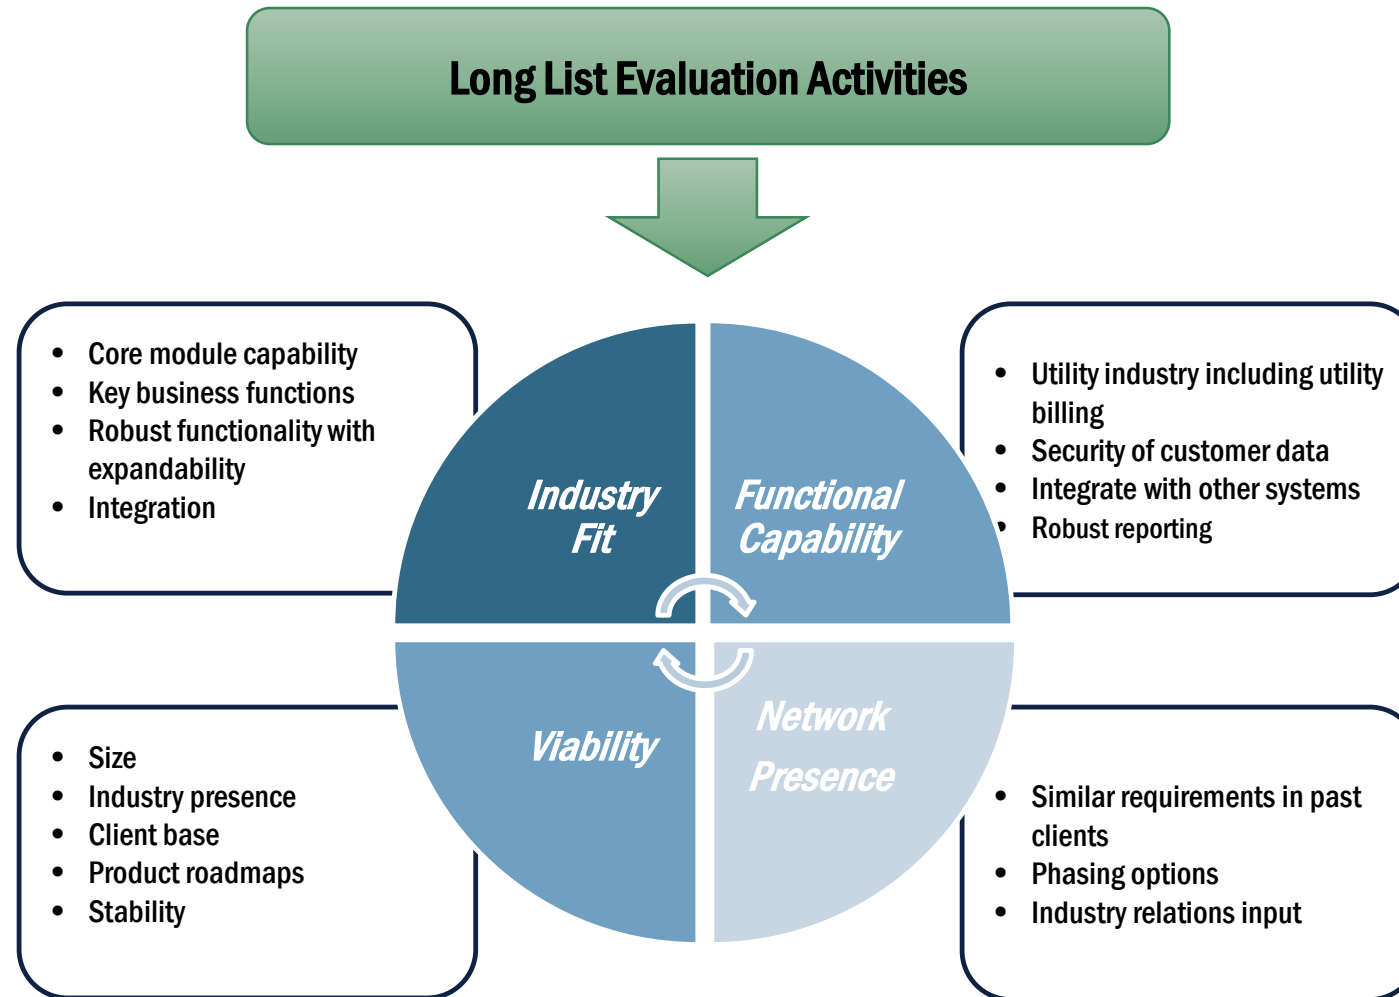 Long List Evaluation Activities
• Core module capability
• Key business functions
• Robust functionality with
expandability
• Integration
Industry
Fit
Functional
Capability
• Utility industry including utility
billing
• Security of customer data
• Integrate with other systems
• Robust reporting
• Size
• Industry presence
• Client base
• Product roadmaps
• Stability
Viability
Network
Presence
• Similar requirements in past
clients
• Phasing options
• Industry relations input